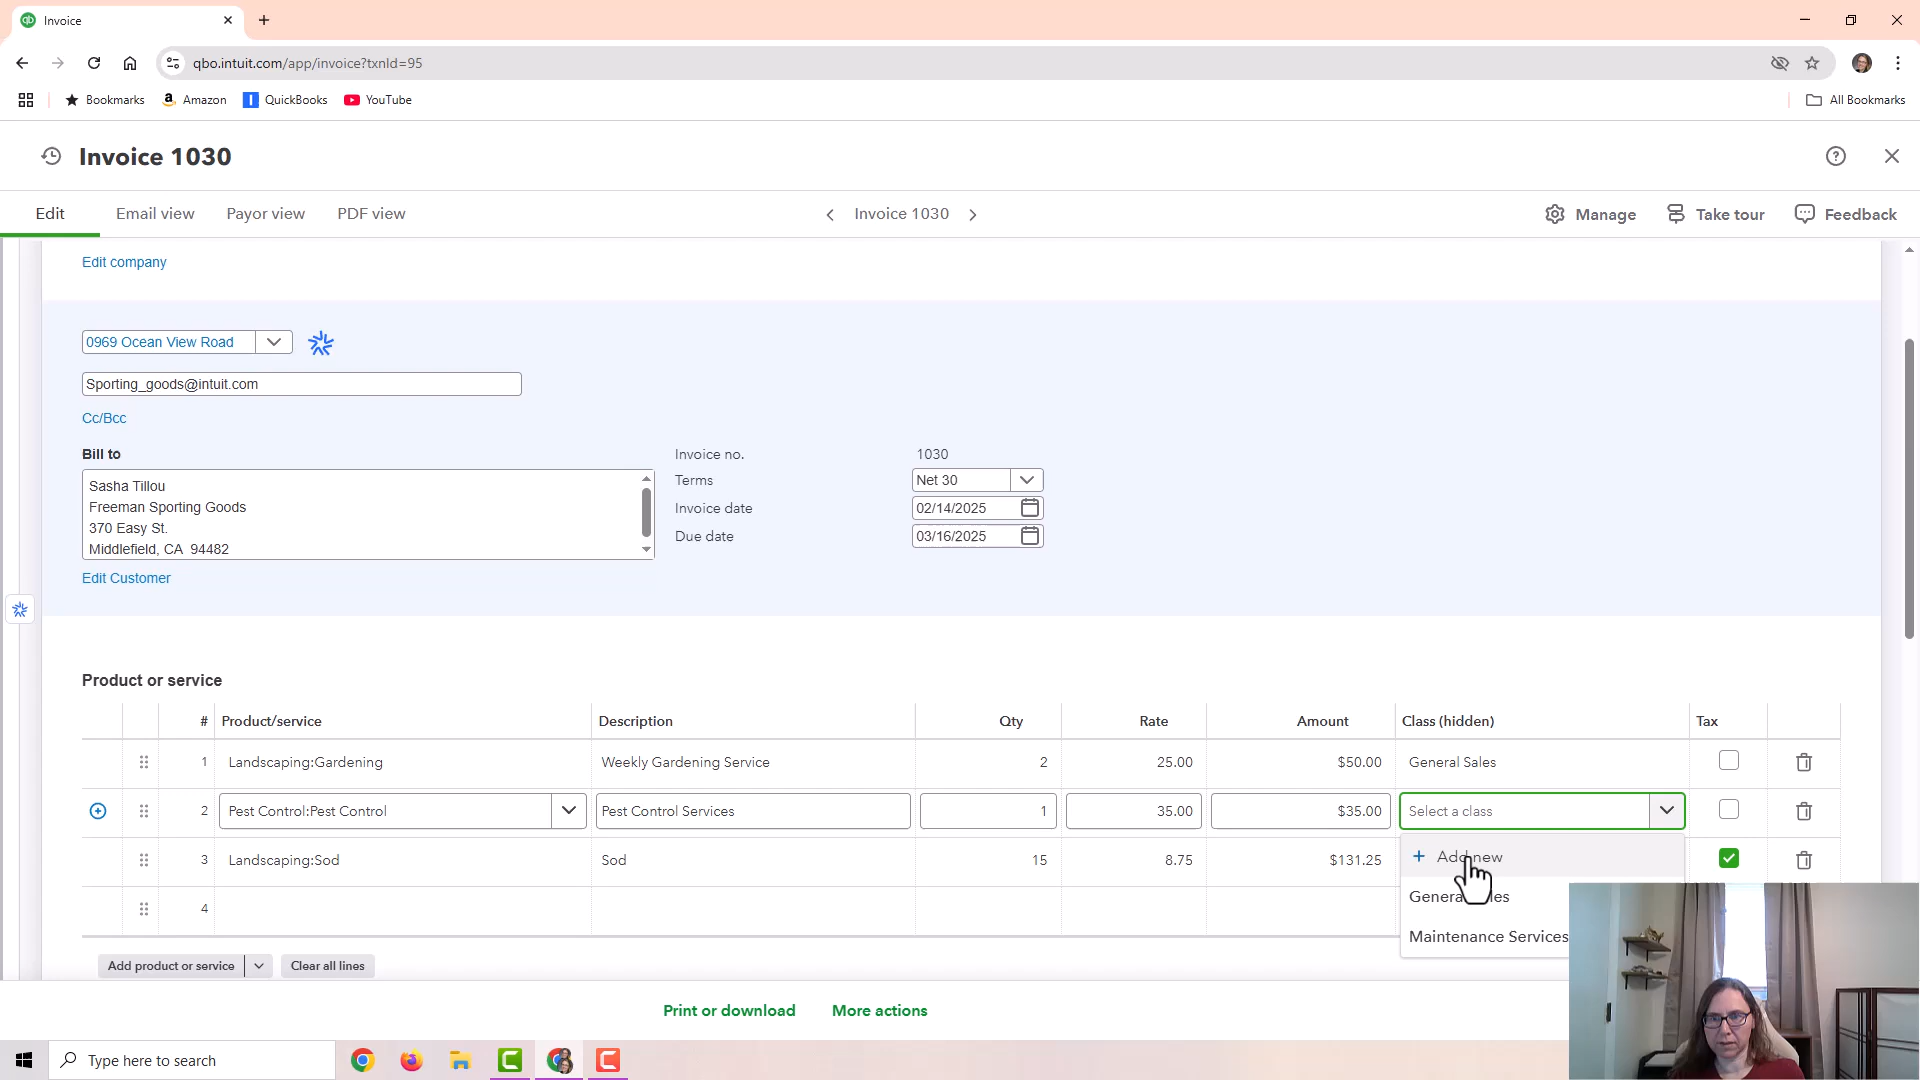 Invoice
qbo.intuit.com/app/invoice?txnId=95
Bookmarks
Amazon
QuickBooks
YouTube
All Bookmarks
Invoice 1030
Edit
Email view
Payor view
PDF view
Invoice 1030
Manage
Take tour
Feedback
Edit company
0969 Ocean View Road
Sporting_goods@intuit.com
Cc/Bcc
Bill to
Sasha Tillou
Freeman Sporting Goods
370 Easy St.
Middlefield, CA 94482
Edit Customer
Invoice no. 1030
Terms Net 30
Invoice date 02/14/2025
Due date 03/16/2025
Product or service
# Product/service Description Qty Rate Amount Class (hidden) Tax
1 Landscaping:Gardening Weekly Gardening Service 2 25.00 $50.00 General Sales
2 Pest Control:Pest Control Pest Control Services 1 35.00 $35.00 Select a class
3 Landscaping:Sod Sod 15 8.75 $131.25
4
+ Add new
General Sales
Maintenance Services
Add product or service
Clear all lines
Print or download
More actions
Type here to search